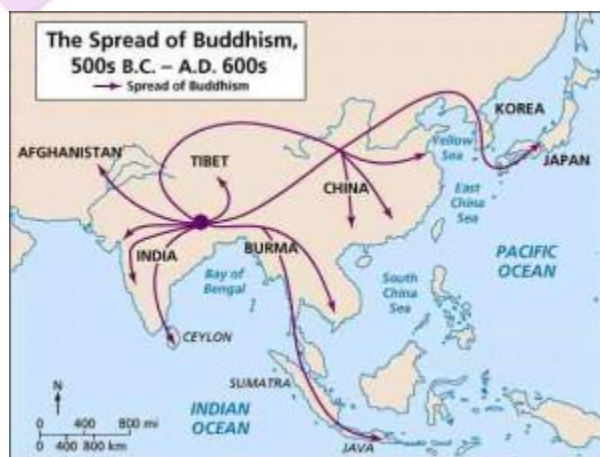 The Spread of Buddhism,
500s B.C. – A.D. 600s
Spread of Buddhism
AFGHANISTAN
TIBET
CHINA
KOREA
JAPAN
Yellow
Sea
East
China
Sea
PACIFIC
OCEAN
INDIA
BURMA
Bay of
Bengal
South
China
Sea
CEYLON
SUMATRA
INDIAN
OCEAN
JAVA
N
0 400 800 mi
0 400 800 km